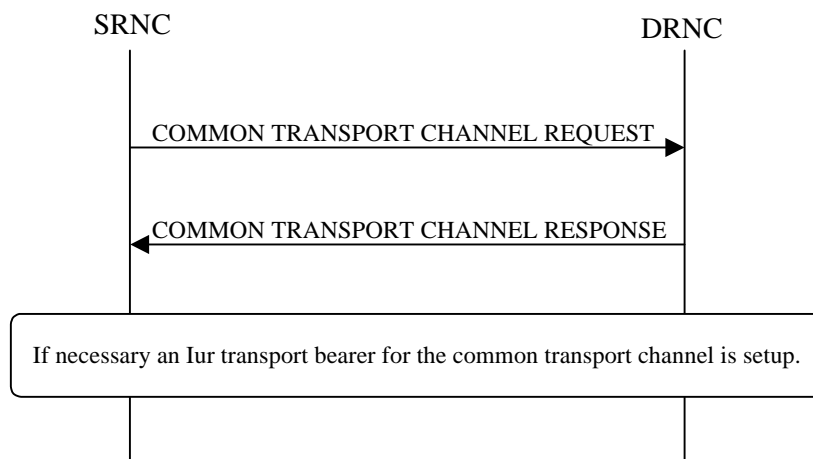 SRNC
DRNC
COMMON TRANSPORT CHANNEL REQUEST
COMMON TRANSPORT CHANNEL RESPONSE
If necessary an Iur transport bearer for the common transport channel is setup.